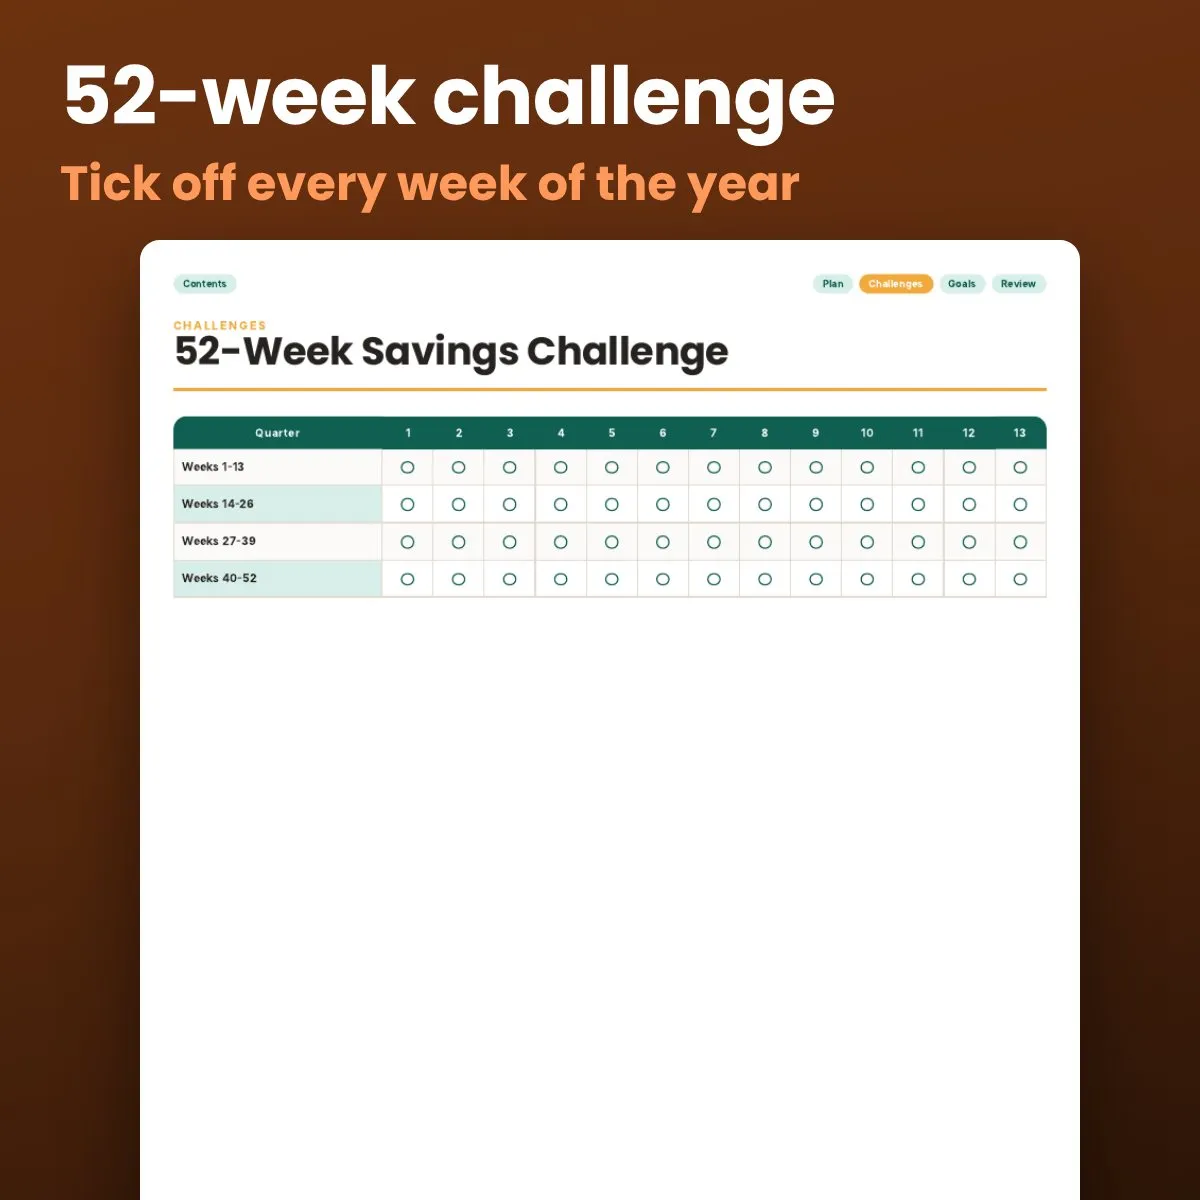 52-week challenge
Tick off every week of the year
Contents Plan Challenges Goals Review
CHALLENGES
52-Week Savings Challenge
Quarter 1 2 3 4 5 6 7 8 9 10 11 12 13
Weeks 1-13
Weeks 14-26
Weeks 27-39
Weeks 40-52